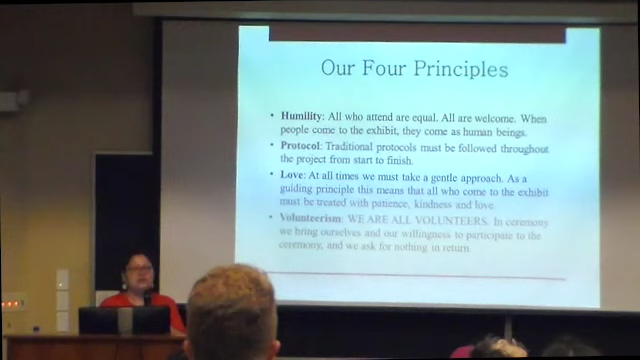 Our Four Principles
• Humility: All who attend are equal. All are welcome. When
people come to the exhibit, they come as human beings.
• Protocol: Traditional protocols must be followed throughout
the project from start to finish.
• Love: At all times we must take a gentle approach. As a
guiding principle this means that all who come to the exhibit
must be treated with patience, kindness and love.
• Volunteerism: WE ARE ALL VOLUNTEERS. In ceremony
we bring ourselves and our willingness to participate to the
ceremony, and we ask for nothing in return.